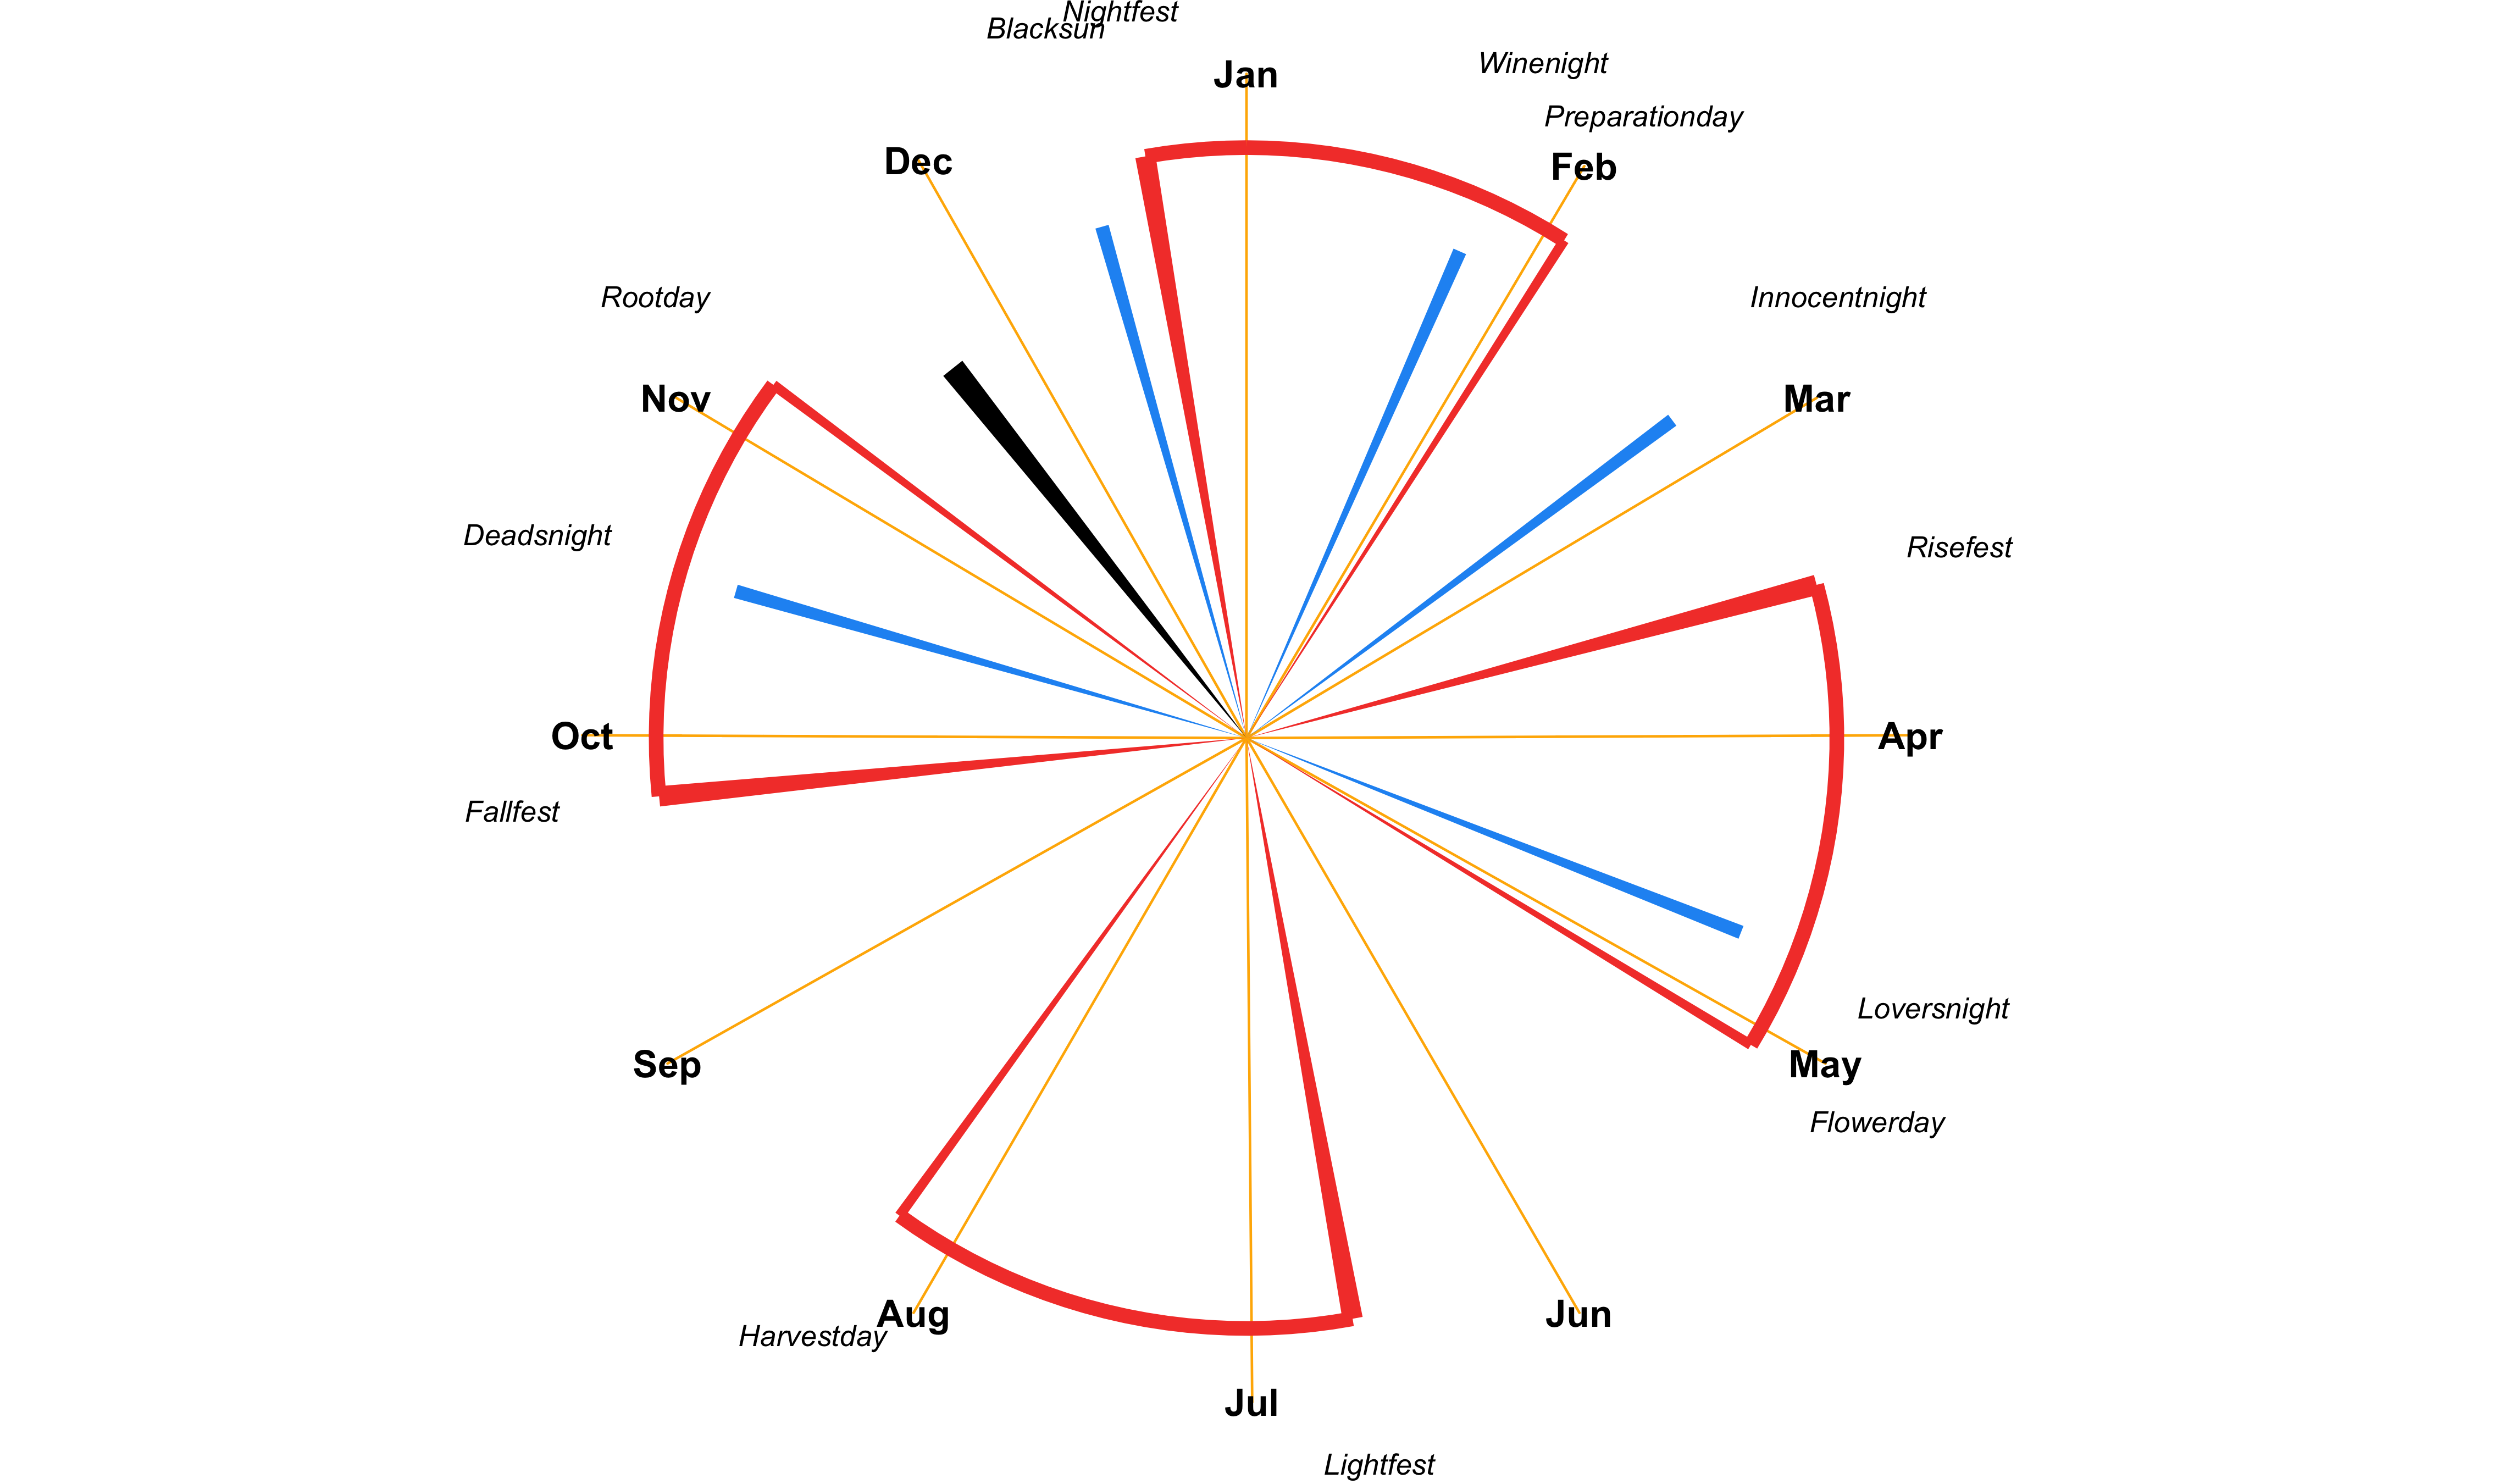 Nightfest
Blacksun
Jan
Winenight
Preparationday
Dec
Feb
Rootday
Innocentnight
Nov
Mar
Deadsnight
Risefest
Oct
Apr
Fallfest
Loversnight
Sep
May
Flowerday
Aug
Jun
Harvestday
Jul
Lightfest